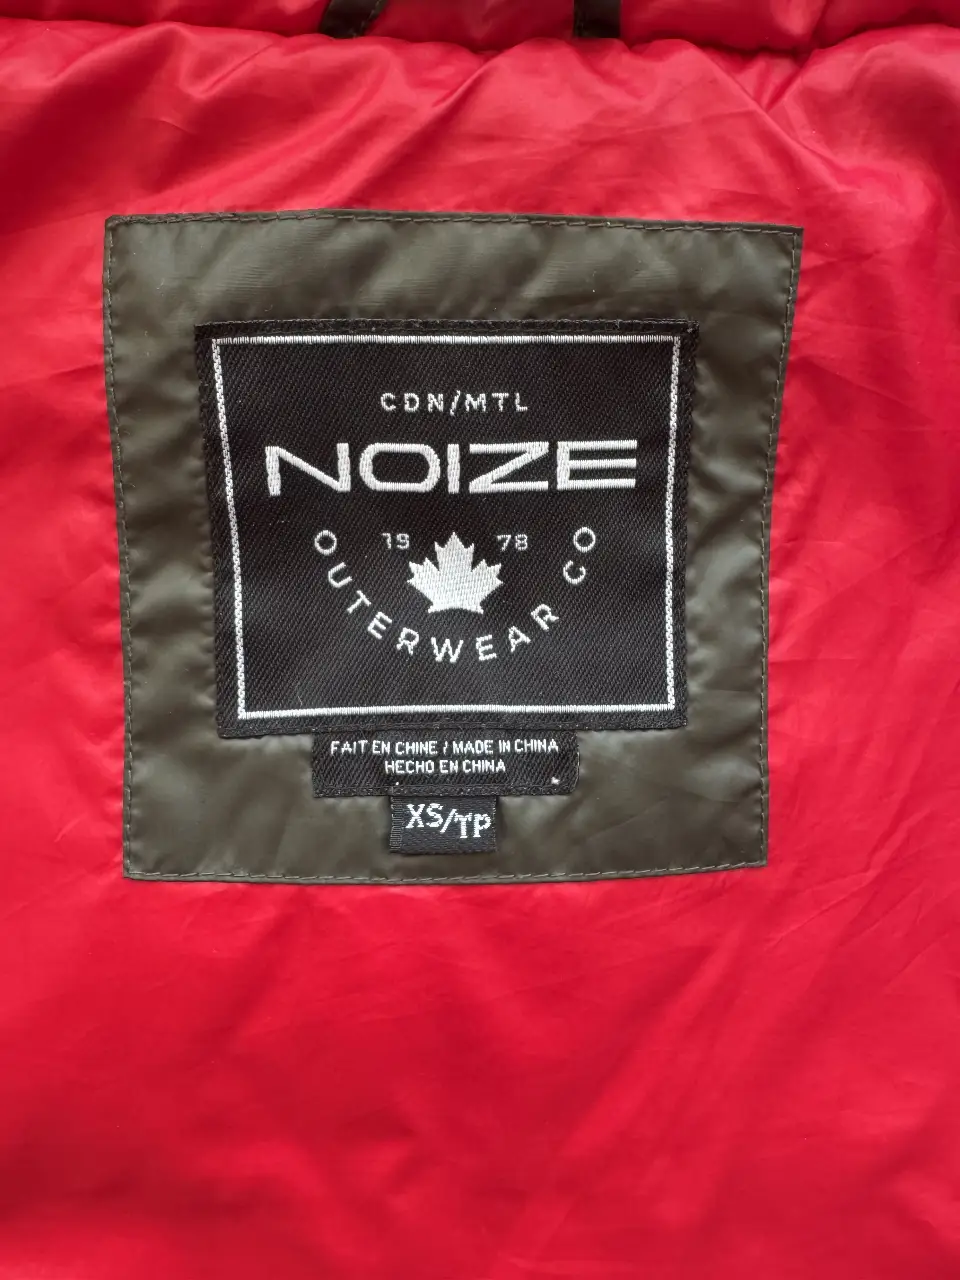 CDN/MTL
NOIZE
19 78
OUTERWEAR CO
FAIT EN CHINE / MADE IN CHINA
HECHO EN CHINA
XS/TP